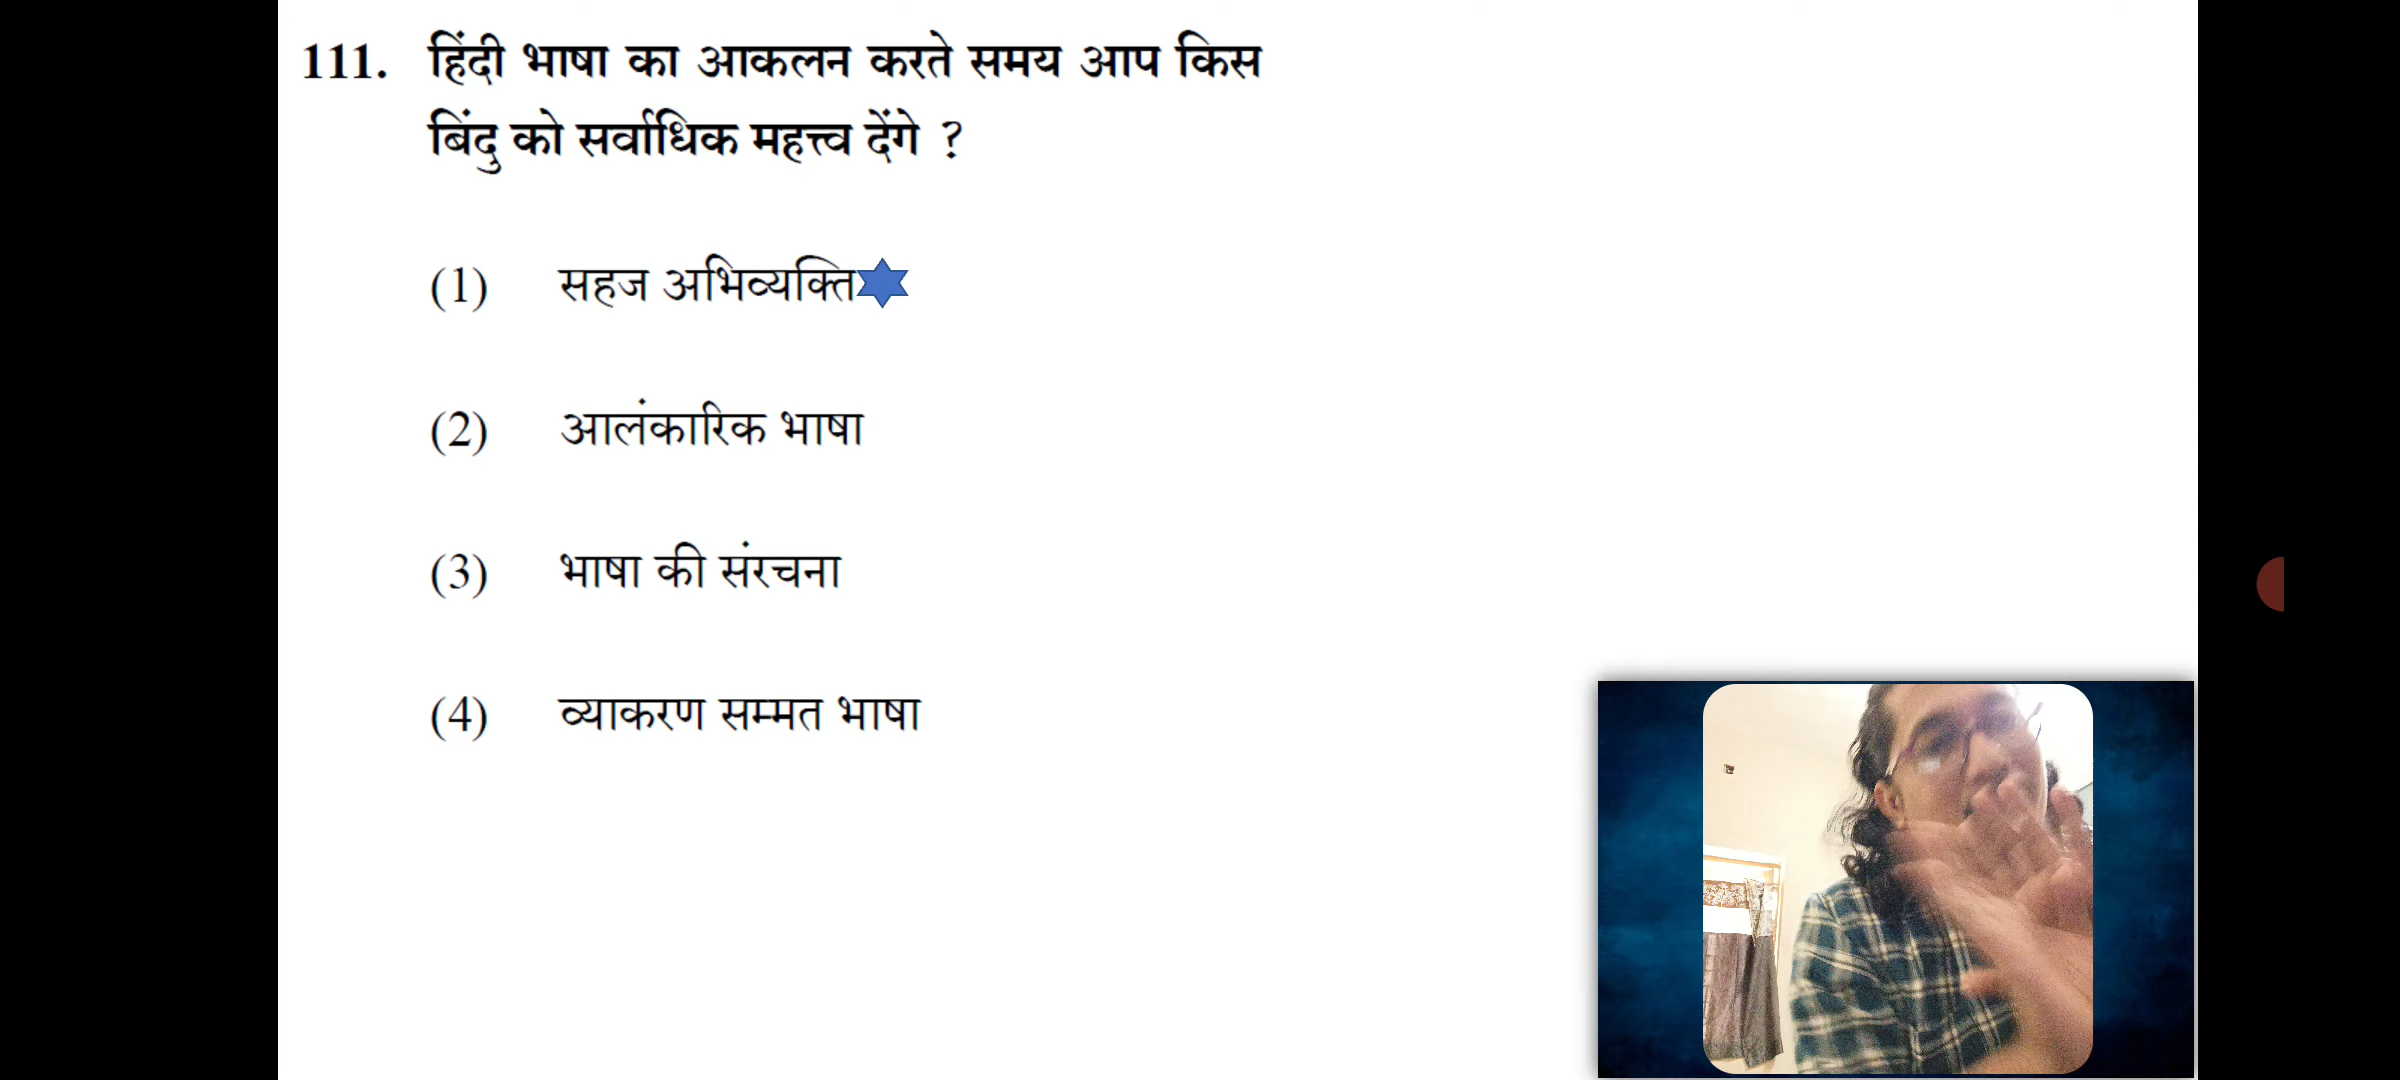 111. हिंदी भाषा का आकलन करते समय आप किस
बिंदु को सर्वाधिक महत्त्व देंगे ?
(1) सहज अभिव्यक्ति
(2) आलंकारिक भाषा
(3) भाषा की संरचना
(4) व्याकरण सम्मत भाषा